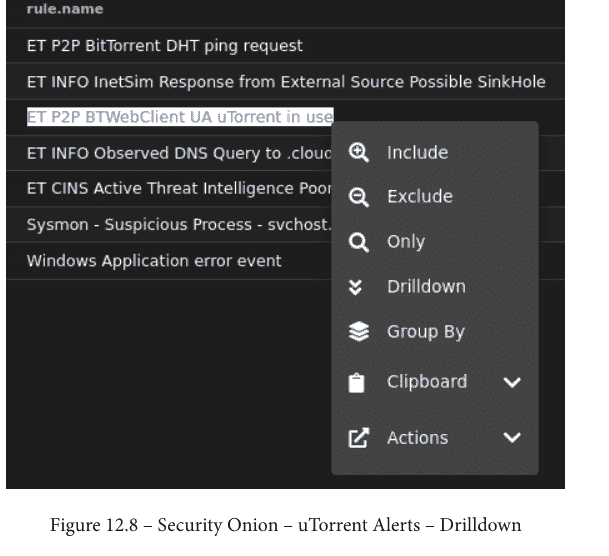 rule.name
ET P2P BitTorrent DHT ping request
ET INFO InetSim Response from External Source Possible SinkHole
ET P2P BTWebClient UA uTorrent in use
ET INFO Observed DNS Query to .cloud
ET CINS Active Threat Intelligence Poor
Sysmon - Suspicious Process - svchost.
Windows Application error event
Include
Exclude
Only
Drilldown
Group By
Clipboard
Actions
Figure 12.8 – Security Onion – uTorrent Alerts – Drilldown